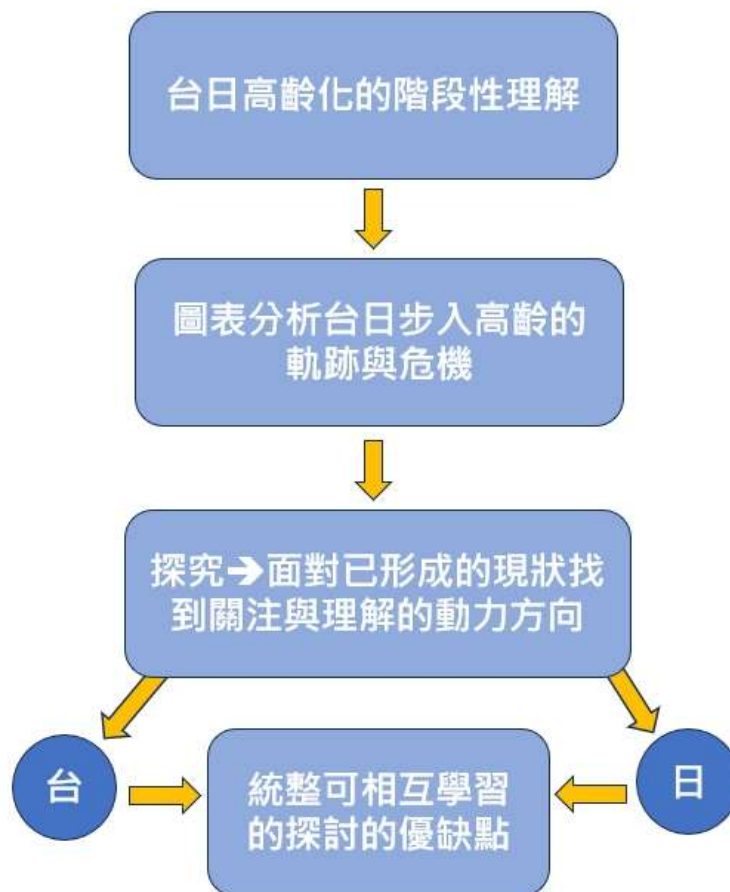 台日高齡化的階段性理解
圖表分析台日步入高齡的
軌跡與危機
探究➔面對已形成的現狀找
到關注與理解的動力方向
台
日
統整可相互學習
的探討的優缺點